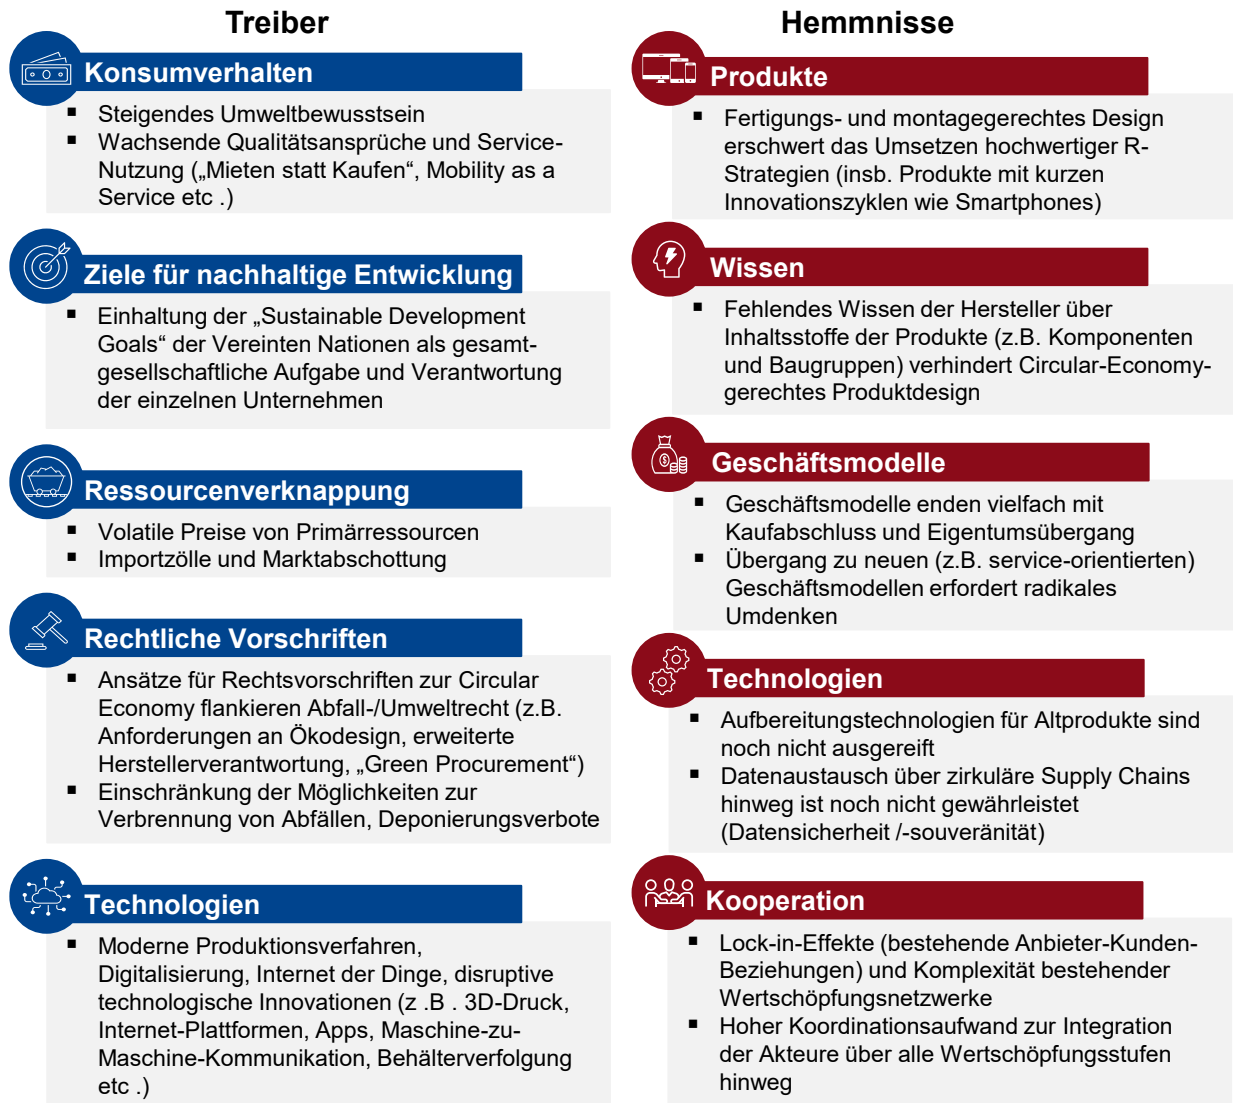 Treiber
Konsumverhalten
▪ Steigendes Umweltbewusstsein
▪ Wachsende Qualitätsansprüche und Service-
Nutzung („Mieten statt Kaufen“, Mobility as a
Service etc .)
Ziele für nachhaltige Entwicklung
▪ Einhaltung der „Sustainable Development
Goals“ der Vereinten Nationen als gesamt-
gesellschaftliche Aufgabe und Verantwortung
der einzelnen Unternehmen
Ressourcenverknappung
▪ Volatile Preise von Primärressourcen
▪ Importzölle und Marktabschottung
Rechtliche Vorschriften
▪ Ansätze für Rechtsvorschriften zur Circular
Economy flankieren Abfall-/Umweltrecht (z.B.
Anforderungen an Ökodesign, erweiterte
Herstellerverantwortung, „Green Procurement“)
▪ Einschränkung der Möglichkeiten zur
Verbrennung von Abfällen, Deponierungsverbote
Technologien
▪ Moderne Produktionsverfahren,
Digitalisierung, Internet der Dinge, disruptive
technologische Innovationen (z .B . 3D-Druck,
Internet-Plattformen, Apps, Maschine-zu-
Maschine-Kommunikation, Behälterverfolgung
etc .)
Hemmnisse
Produkte
▪ Fertigungs- und montagegerechtes Design
erschwert das Umsetzen hochwertiger R-
Strategien (insb. Produkte mit kurzen
Innovationszyklen wie Smartphones)
Wissen
▪ Fehlendes Wissen der Hersteller über
Inhaltsstoffe der Produkte (z.B. Komponenten
und Baugruppen) verhindert Circular-Economy-
gerechtes Produktdesign
Geschäftsmodelle
▪ Geschäftsmodelle enden vielfach mit
Kaufabschluss und Eigentumsübergang
▪ Übergang zu neuen (z.B. service-orientierten)
Geschäftsmodellen erfordert radikales
Umdenken
Technologien
▪ Aufbereitungstechnologien für Altprodukte sind
noch nicht ausgereift
▪ Datenaustausch über zirkuläre Supply Chains
hinweg ist noch nicht gewährleistet
(Datensicherheit /-souveränität)
Kooperation
▪ Lock-in-Effekte (bestehende Anbieter-Kunden-
Beziehungen) und Komplexität bestehender
Wertschöpfungsnetzwerke
▪ Hoher Koordinationsaufwand zur Integration
der Akteure über alle Wertschöpfungsstufen
hinweg